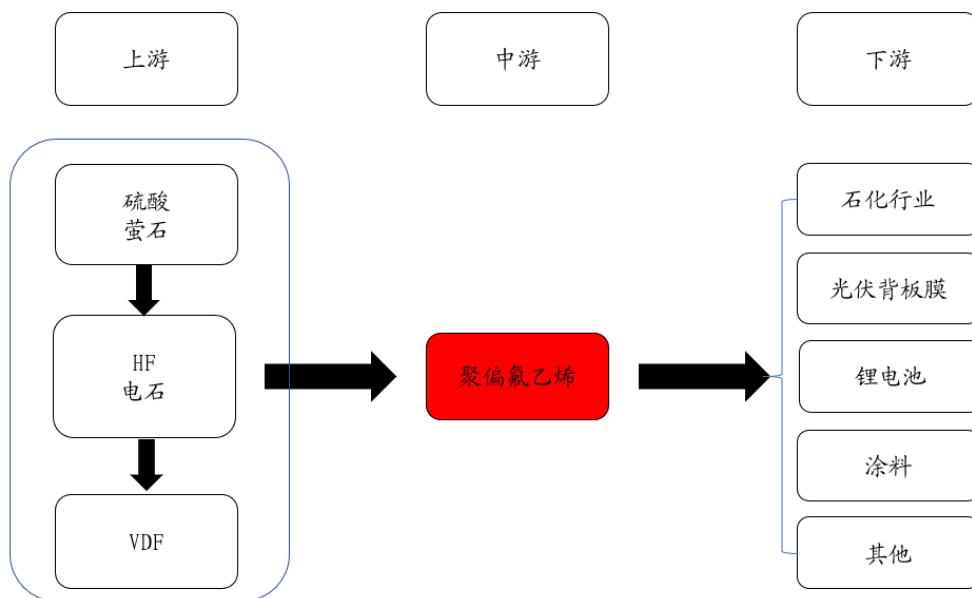 上游
中游
下游
硫酸
萤石
HF
电石
VDF
聚偏氟乙烯
石化行业
光伏背板膜
锂电池
涂料
其他